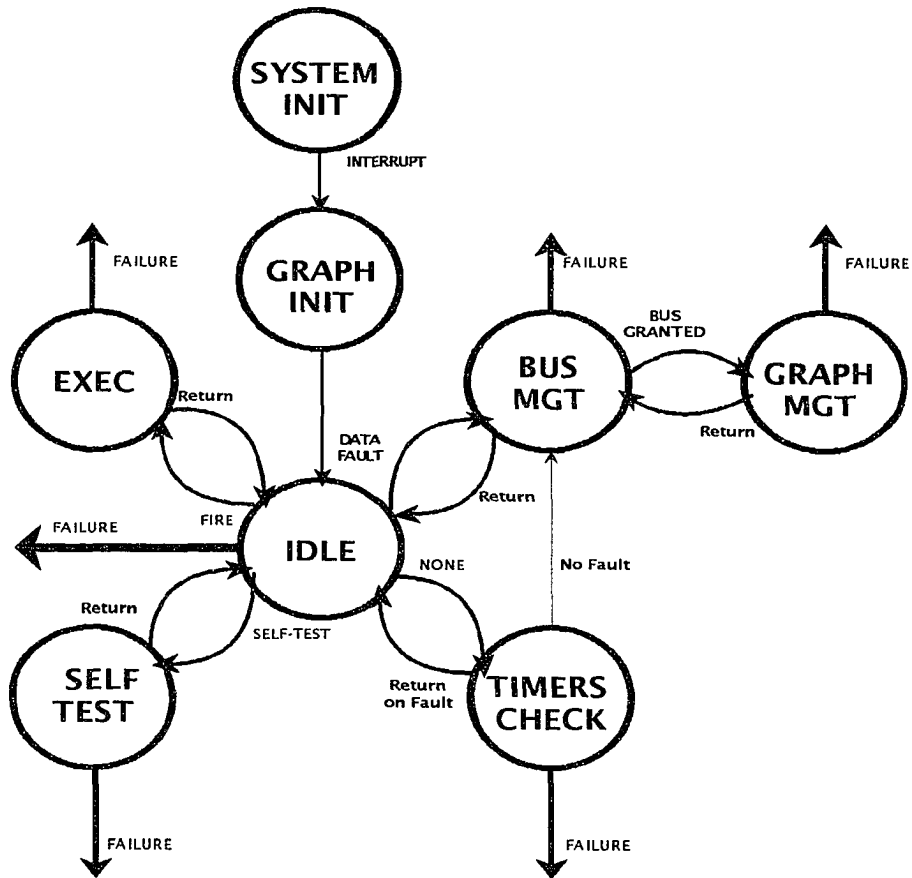 SYSTEM
INIT
INTERRUPT
GRAPH
INIT
FAILURE
FAILURE
FAILURE
BUS
GRANTED
EXEC
BUS
MGT
GRAPH
MGT
Return
Return
DATA
FAULT
Return
FIRE
FAILURE
IDLE
NONE
No Fault
Return
SELF-TEST
SELF
TEST
Return
on Fault
TIMERS
CHECK
FAILURE
FAILURE